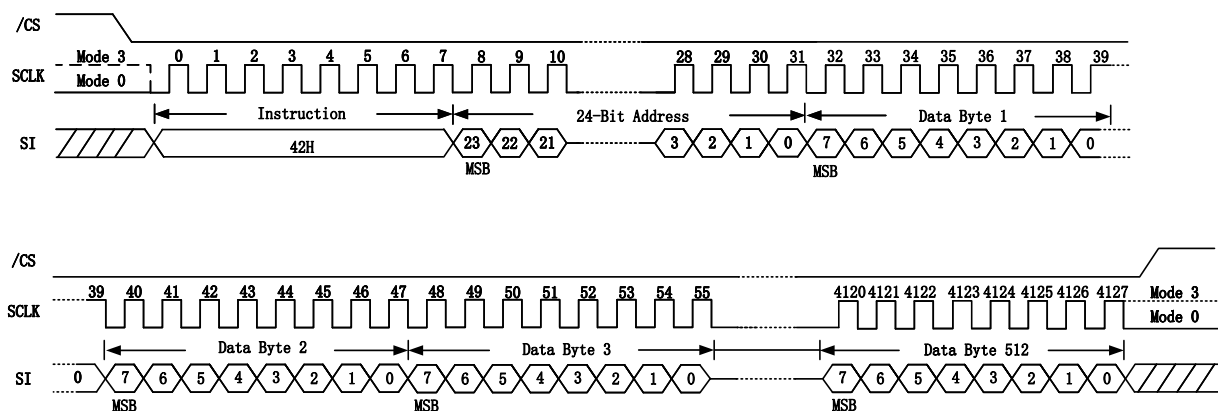 /CS
Mode 3 0 1 2 3 4 5 6 7 8 9 10 28 29 30 31 32 33 34 35 36 37 38 39
SCLK
Mode 0
Instruction 24-Bit Address Data Byte 1
SI 42H 23 22 21 3 2 1 0 7 6 5 4 3 2 1 0
MSB MSB
/CS
39 40 41 42 43 44 45 46 47 48 49 50 51 52 53 54 55 4120 4121 4122 4123 4124 4125 4126 4127 Mode 3
SCLK
Mode 0
Data Byte 2 Data Byte 3 Data Byte 512
SI 0 7 6 5 4 3 2 1 0 7 6 5 4 3 2 1 0 7 6 5 4 3 2 1 0
MSB MSB MSB